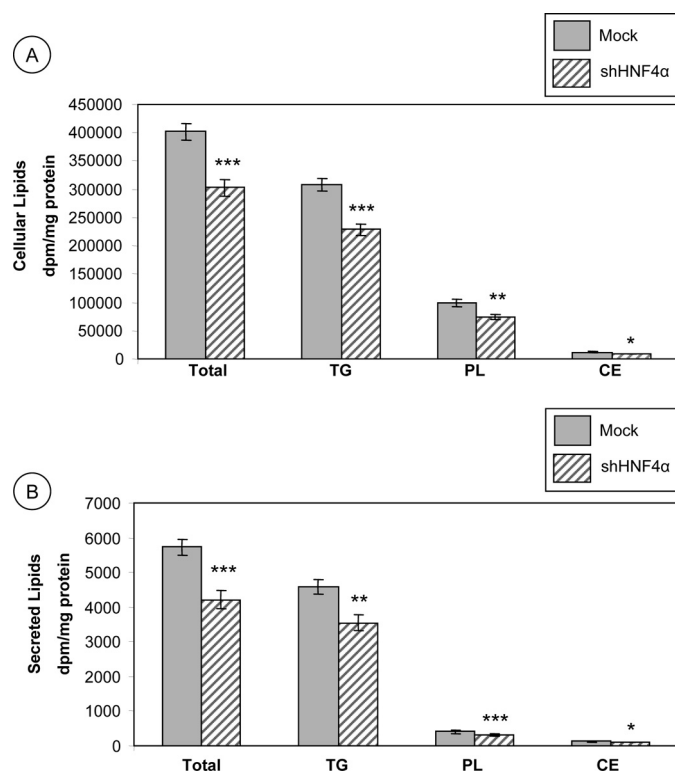 A
Mock
shHNF4α
Cellular Lipids
dpm/mg protein
450000
400000
350000
300000
250000
200000
150000
100000
50000
0
***
***
**
*
Total TG PL CE
Mock
shHNF4α
B
Secreted Lipids
dpm/mg protein
7000
6000
5000
4000
3000
2000
1000
0
***
**
***
*
Total TG PL CE